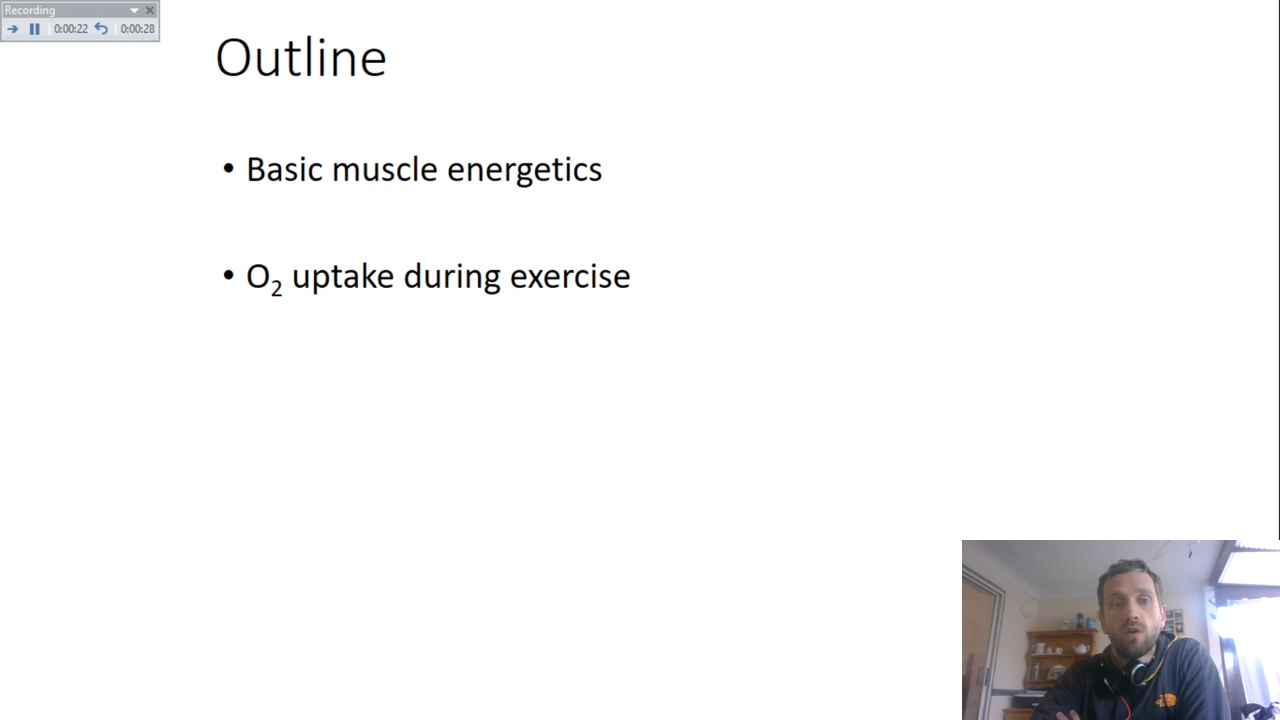 Recording
0:00:22 0:00:28
Outline
• Basic muscle energetics
• O₂ uptake during exercise